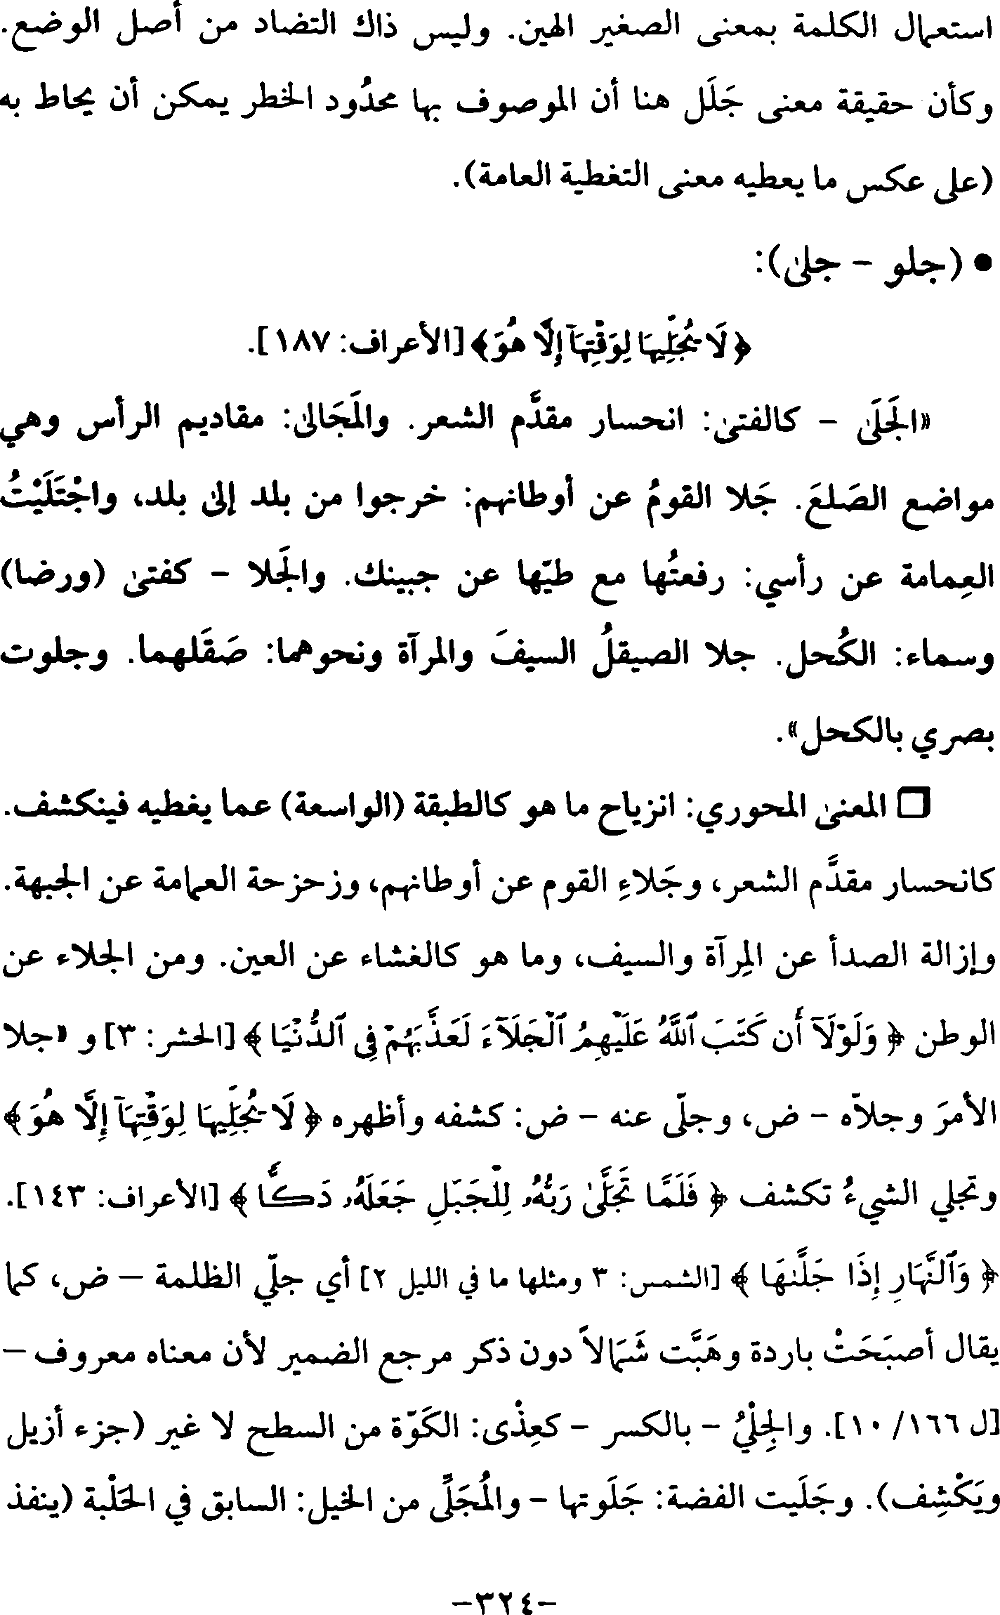 استعمال الكلمة بمعنى الصغير الهين. وليس ذاك التضاد من أصل الوضع.
وكأن حقيقة معنى جَلَل هنا أن الموصوف بها محدُود الخطر يمكن أن يحاط به
(على عكس ما يعطيه معنى التغطية العامة).
● (جلو – جلى):
﴿ لَا يُجَلِّيهَا لِوَقْتِهَآ إِلَّا هُوَ﴾ [الأعراف: ١٨٧].
«الجَلَى – كالفتى: انحسار مقدَّم الشعر. والمَجَالى: مقاديم الرأس وهي
مواضع الصَلعَ. جَلا القومُ عن أوطانهم: خرجوا من بلد إلى بلد، واجْتَلَيْتُ
العِمامة عن رأسي: رفعتُها مع طيّها عن جبينك. والجَلا – كفتى (ورضا)
وسماء: الكُحل. جلا الصيقلُ السيفَ والمرآة ونحوهما: صَقَلهما. وجلوت
بصري بالكحل».
□ المعنى المحوري: انزياح ما هو كالطبقة (الواسعة) عما يغطيه فينكشف.
كانحسار مقدَّم الشعر، وجَلاءِ القوم عن أوطانهم، وزحزحة العمامة عن الجبهة.
وإزالة الصدأ عن المِرآة والسيف، وما هو كالغشاء عن العين. ومن الجلاء عن
الوطن ﴿ وَلَوْلَآ أَن كَتَبَ ٱللَّهُ عَلَيْهِمُ ٱلْجَلَآءَ لَعَذَّبَهُمْ فِى ٱلدُّنْيَا ﴾ [الحشر: ٣] و «جلا
الأمرَ وجلاّه – ض، وجلّى عنه – ض: كشفه وأظهره ﴿ لَا يُجَلِّيهَا لِوَقْتِهَآ إِلَّا هُوَ ﴾
وتجلي الشيءُ تكشف ﴿ فَلَمَّا تَجَلَّىٰ رَبُّهُۥ لِلْجَبَلِ جَعَلَهُۥ دَكًّا ﴾ [الأعراف: ١٤٣].
﴿ وَٱلنَّهَارِ إِذَا جَلَّىٰهَا ﴾ [الشمس: ٣ ومثلها ما في الليل ٢] أي جلّي الظلمة – ض، كما
يقال أصبَحَتْ باردة وهَبَّت شَمَالاً دون ذكر مرجع الضمير لأن معناه معروف –
[ل ١٦٦/ ١٠]. والجِلْيُ – بالكسر – كعِذْى: الكَوّة من السطح لا غير (جزء أزيل
ويَكْشِف). وجَلَيت الفضة: جَلَوتها – والمُجَلِّى من الخيل: السابق في الحَلْبة (ينفذ
-٣٢٤-